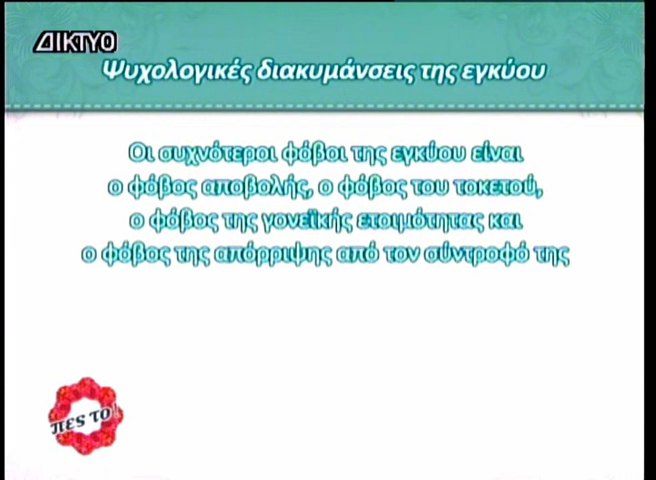 ΔΙΚΤΥΟ
Ψυχολογικές διακυμάνσεις της εγκύου
Οι συχνότεροι φόβοι της εγκύου είναι
ο φόβος αποβολής, ο φόβος του τοκετού,
ο φόβος της γονεϊκής ετοιμότητας και
ο φόβος της απόρριψης από τον σύντροφό της
πες το!